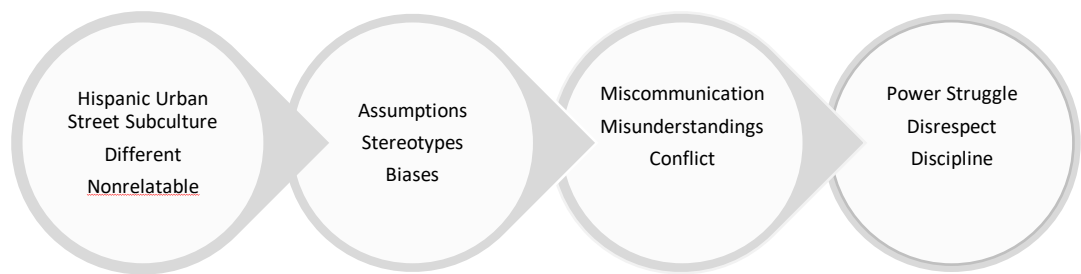 Hispanic Urban
Street Subculture
Different
Nonrelatable
Assumptions
Stereotypes
Biases
Miscommunication
Misunderstandings
Conflict
Power Struggle
Disrespect
Discipline